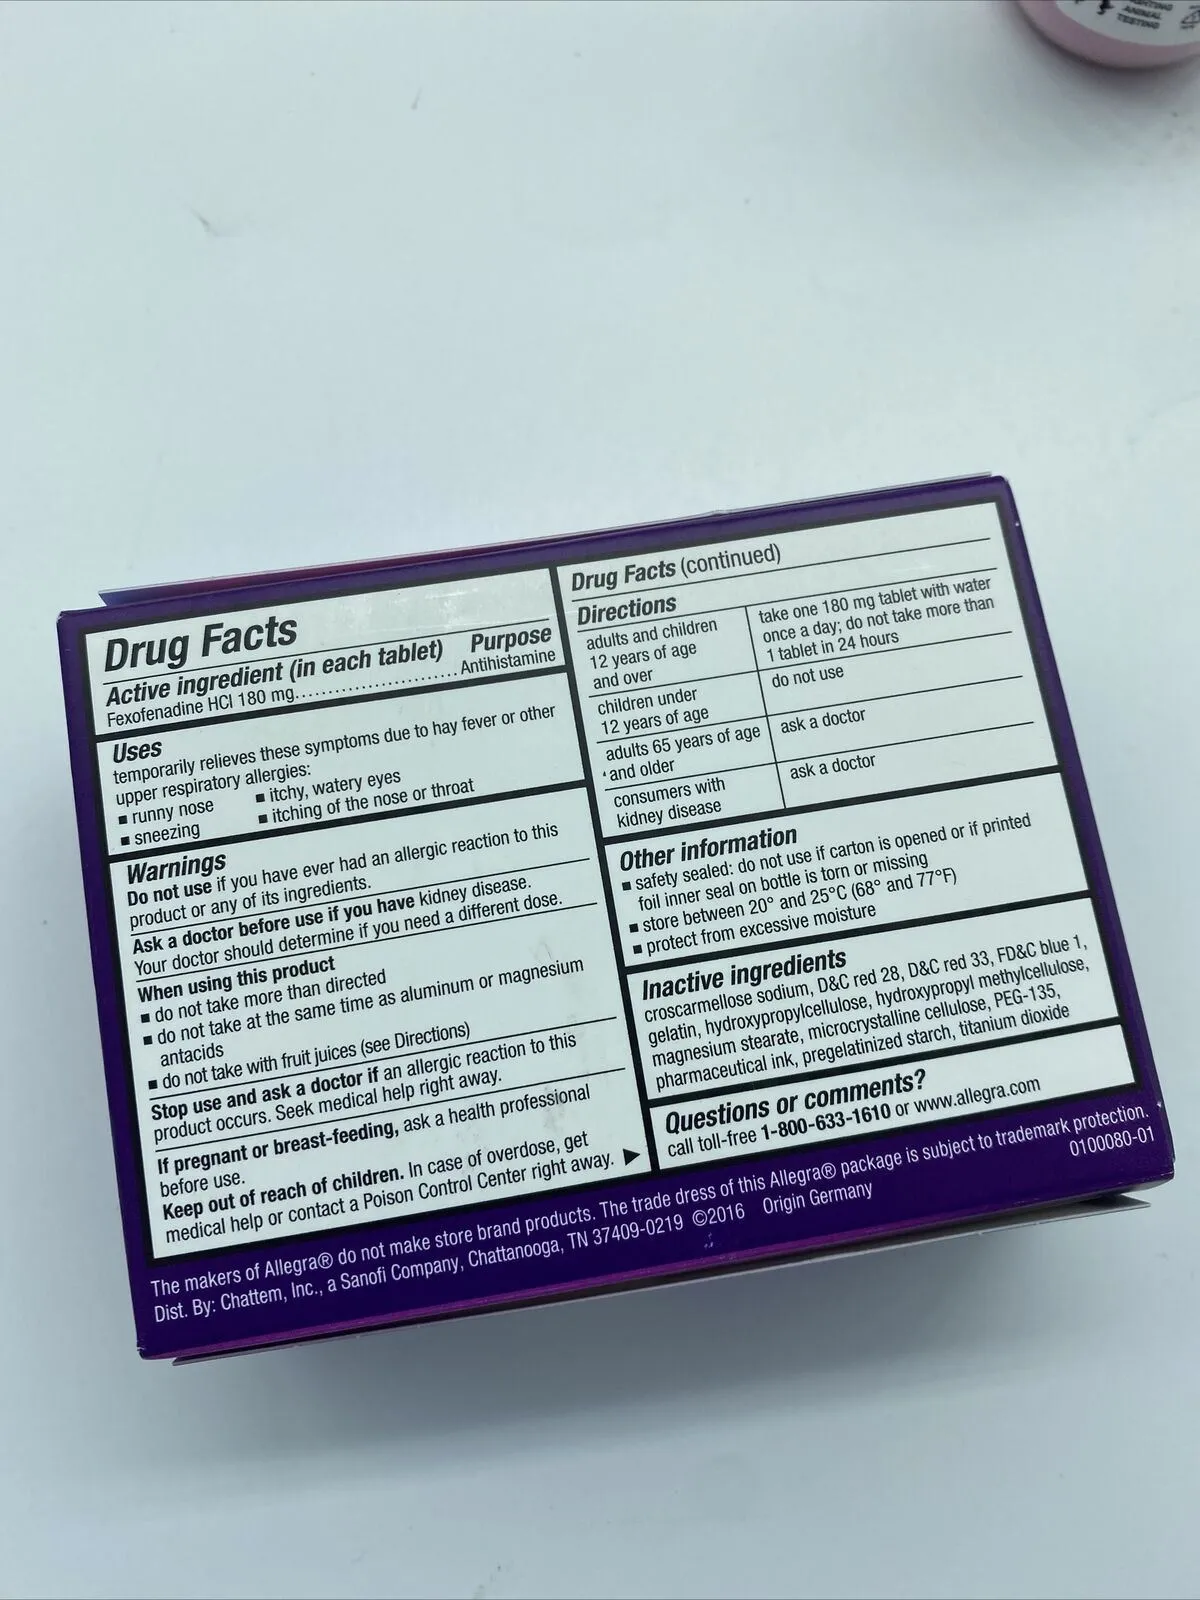 FIGHTING
ANIMAL
TESTING
Drug Facts
Active ingredient (in each tablet) Purpose
Fexofenadine HCl 180 mg..........................Antihistamine
Uses
temporarily relieves these symptoms due to hay fever or other
upper respiratory allergies:
■ runny nose ■ itchy, watery eyes
■ sneezing ■ itching of the nose or throat
Warnings
Do not use if you have ever had an allergic reaction to this
product or any of its ingredients.
Ask a doctor before use if you have kidney disease.
Your doctor should determine if you need a different dose.
When using this product
■ do not take more than directed
■ do not take at the same time as aluminum or magnesium
antacids
■ do not take with fruit juices (see Directions)
Stop use and ask a doctor if an allergic reaction to this
product occurs. Seek medical help right away.
If pregnant or breast-feeding, ask a health professional
before use.
Keep out of reach of children. In case of overdose, get
medical help or contact a Poison Control Center right away. ▶
Drug Facts (continued)
Directions
adults and children
12 years of age
and over
take one 180 mg tablet with water
once a day; do not take more than
1 tablet in 24 hours
children under
12 years of age
do not use
adults 65 years of age
and older
ask a doctor
consumers with
kidney disease
ask a doctor
Other information
■ safety sealed: do not use if carton is opened or if printed
foil inner seal on bottle is torn or missing
■ store between 20° and 25°C (68° and 77°F)
■ protect from excessive moisture
Inactive ingredients
croscarmellose sodium, D&C red 28, D&C red 33, FD&C blue 1,
gelatin, hydroxypropylcellulose, hydroxypropyl methylcellulose,
magnesium stearate, microcrystalline cellulose, PEG-135,
pharmaceutical ink, pregelatinized starch, titanium dioxide
Questions or comments?
call toll-free 1-800-633-1610 or www.allegra.com
The makers of Allegra® do not make store brand products. The trade dress of this Allegra® package is subject to trademark protection.
Dist. By: Chattem, Inc., a Sanofi Company, Chattanooga, TN 37409-0219 ©2016 Origin Germany
0100080-01